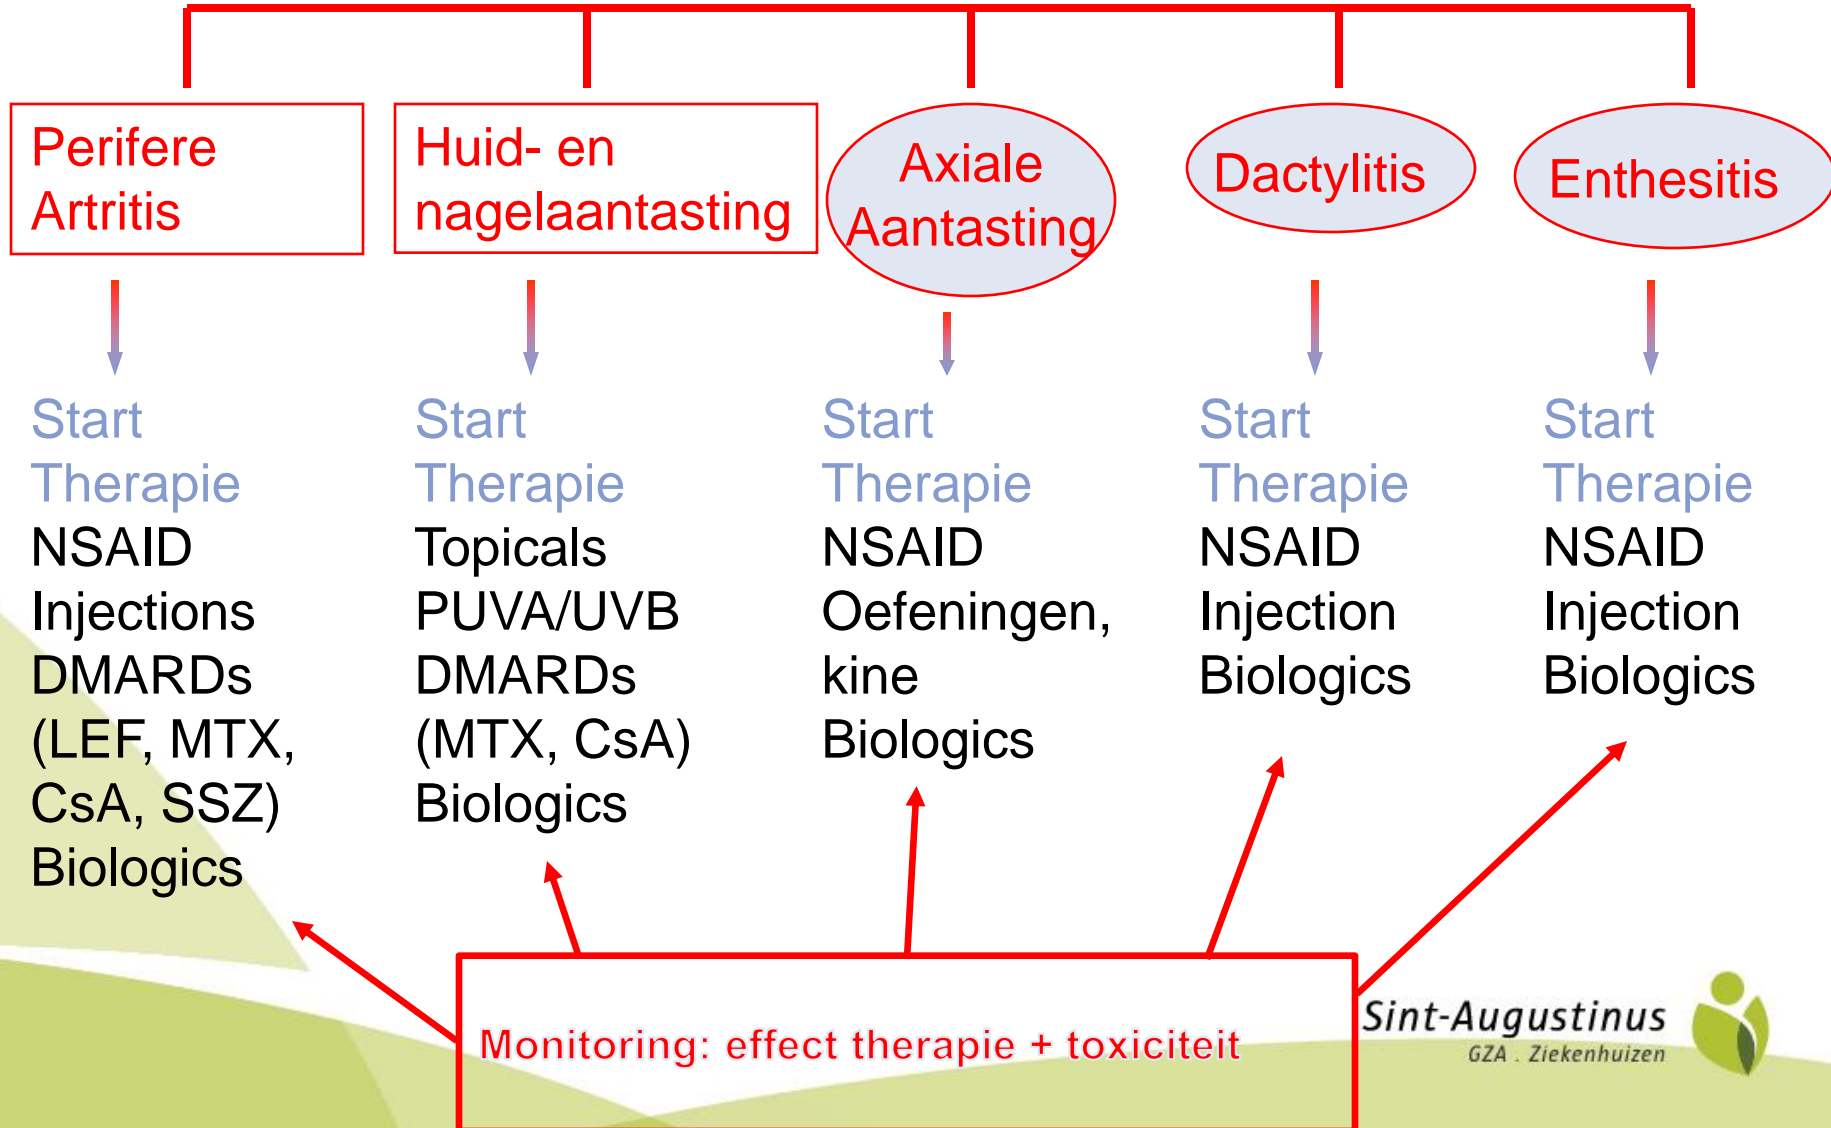 Perifere
Artritis
Huid- en
nagelaantasting
Axiale
Aantasting
Dactylitis
Enthesitis
Start
Therapie
NSAID
Injections
DMARDs
(LEF, MTX,
CsA, SSZ)
Biologics
Start
Therapie
Topicals
PUVA/UVB
DMARDs
(MTX, CsA)
Biologics
Start
Therapie
NSAID
Oefeningen,
kine
Biologics
Start
Therapie
NSAID
Injection
Biologics
Start
Therapie
NSAID
Injection
Biologics
Monitoring: effect therapie + toxiciteit
Sint-Augustinus
GZA . Ziekenhuizen